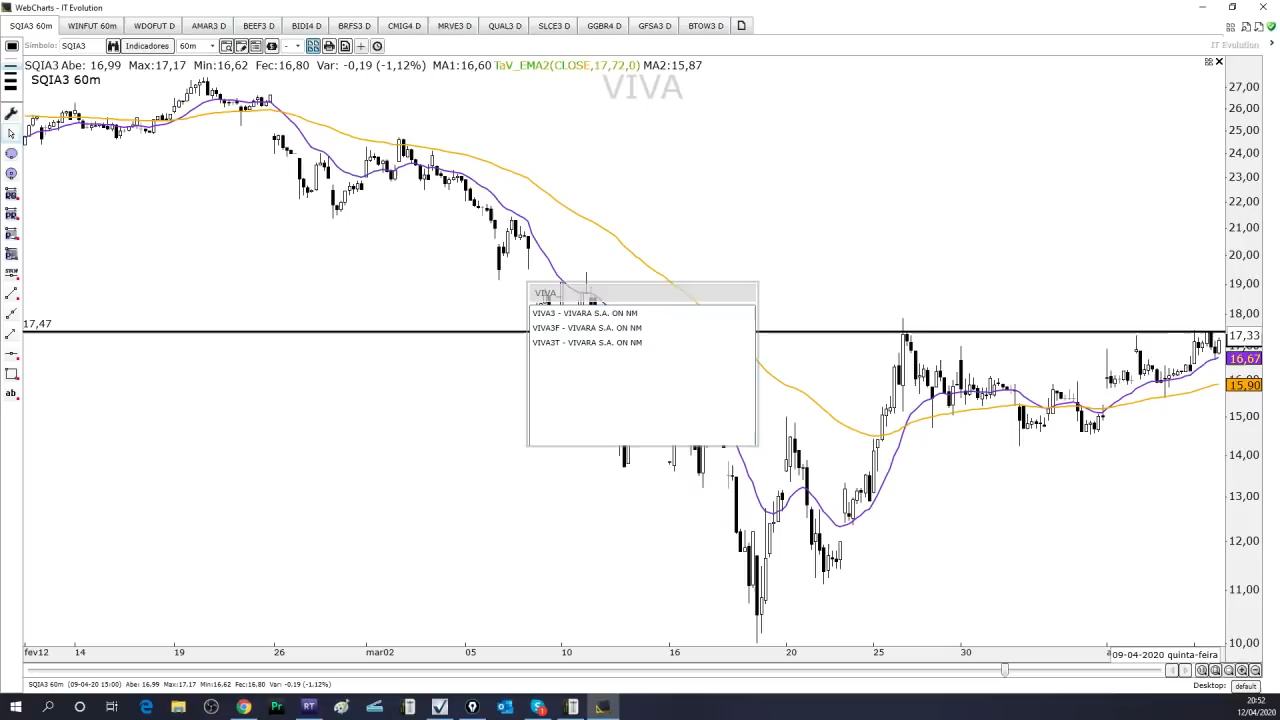 WebCharts - IT Evolution
SQIA3 60m WINFUT 60m WDOFUT D AMAR3 D BEEF3 D BIDI4 D BRFS3 D CMIG4 D MRVE3 D QUAL3 D SLCE3 D GGBR4 D GFSA3 D BTOW3 D
Símbolo: SQIA3 Indicadores 60m -
IT Evolution
SQIA3 Abe: 16,99 Max: 17,17 Min: 16,62 Fec: 16,80 Var: -0,19 (-1,12%) MA1:16,60 TaV_EMA2(CLOSE,17,72,0) MA2:15,87
SQIA3 60m
VIVA
27,00
26,00
25,00
24,00
23,00
22,00
21,00
20,00
19,00
18,00
17,47
17,33
16,67
15,90
15,00
14,00
13,00
12,00
11,00
10,00
VIVA
VIVA3 - VIVARA S.A. ON NM
VIVA3F - VIVARA S.A. ON NM
VIVA3T - VIVARA S.A. ON NM
ab
fev12 14 19 26 mar02 05 10 16 20 25 30
09-04-2020 quinta-feira
SQIA3 60m (09-04-20 15:00) Abe: 16,99 Max:17,17 Min:16,62 Fec:16,80 Var: -0,19 (-1,12%)
Desktop: default
20:52
12/04/2020